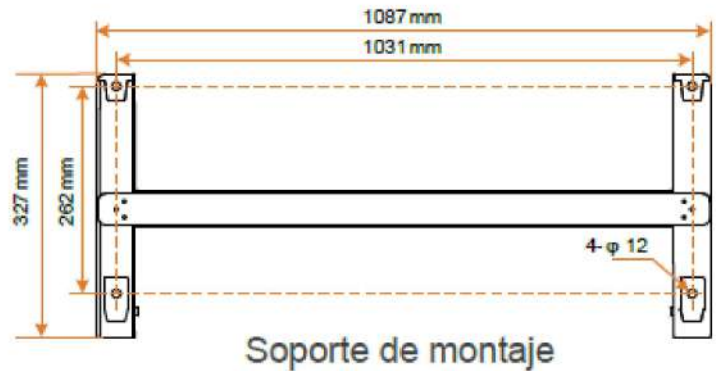 1087 mm
1031 mm
327 mm
262 mm
4- φ 12
Soporte de montaje